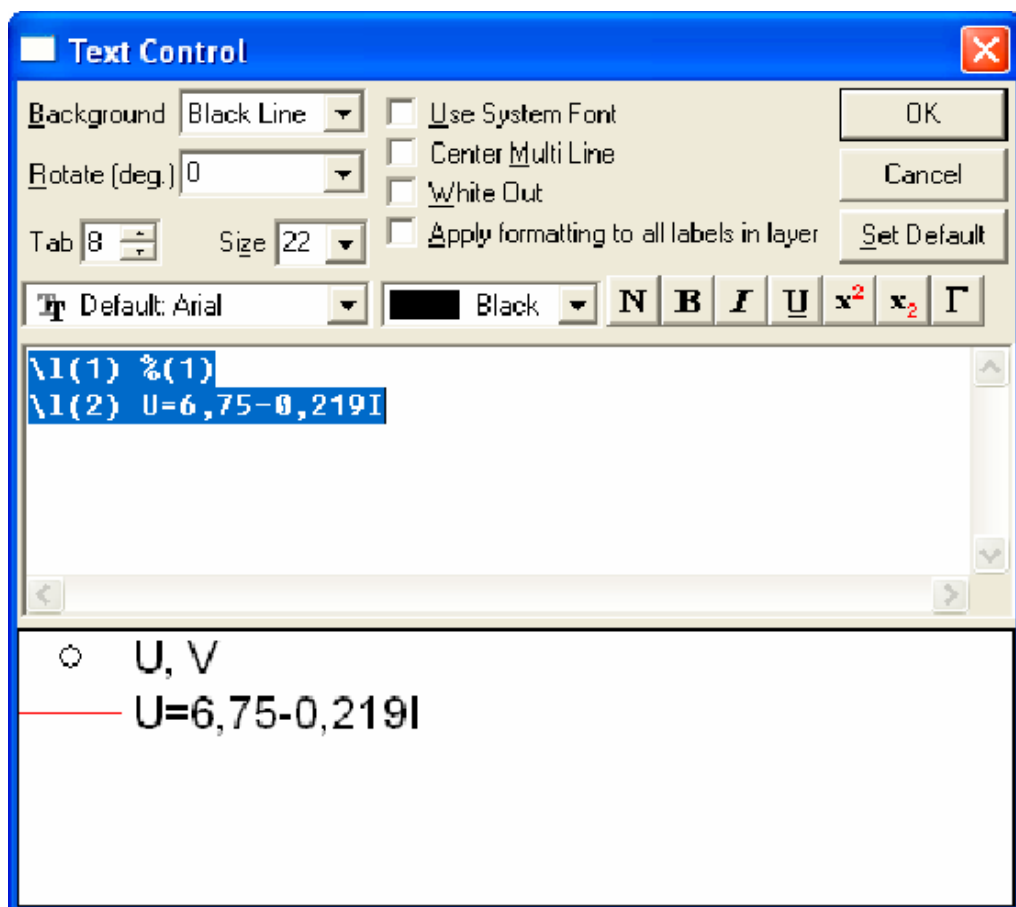 Text Control
Background Black Line Use System Font OK
Center Multi Line
Rotate (deg.) 0 White Out Cancel
Tab 8 Size 22 Apply formatting to all labels in layer Set Default
Default: Arial Black N B I U x² x₂ Γ
\l(1) %(1)
\l(2) U=6,75-0,219I
U, V
U=6,75-0,219I